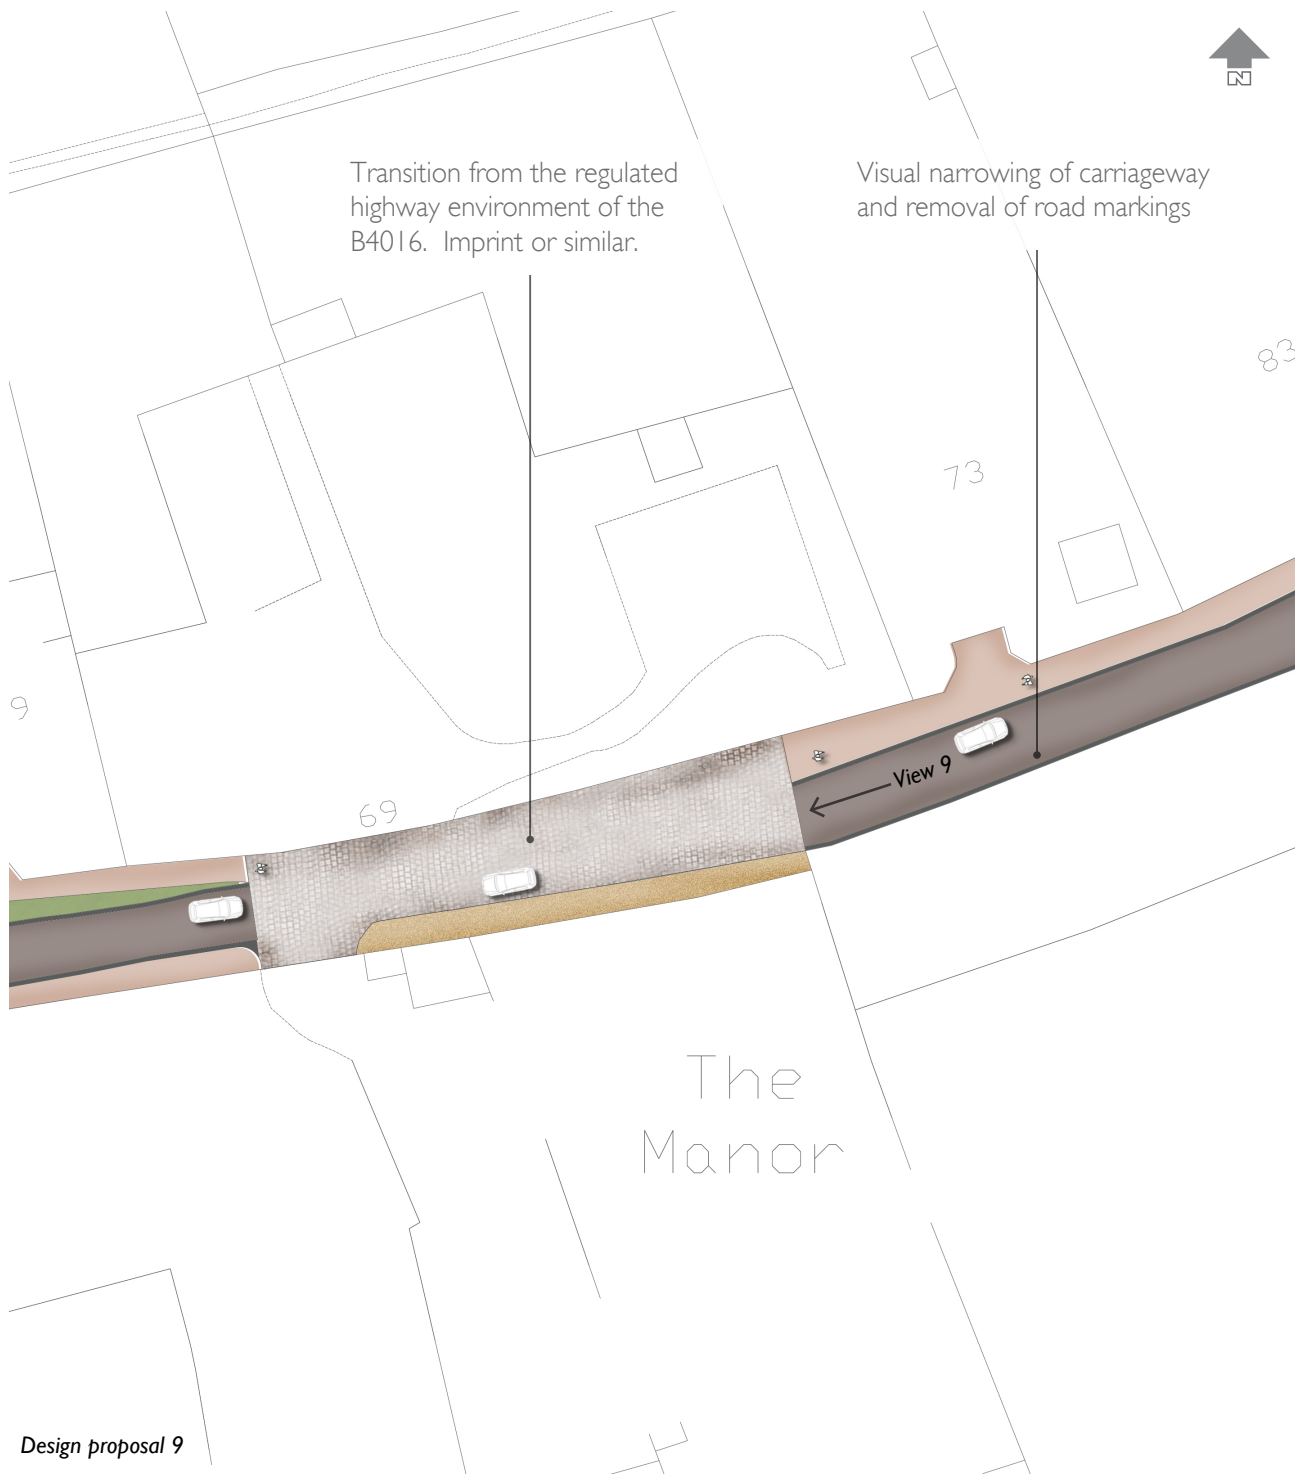 N
Transition from the regulated
highway environment of the
B4016. Imprint or similar.
Visual narrowing of carriageway
and removal of road markings
83
73
9
69
View 9
The
Manor
Design proposal 9